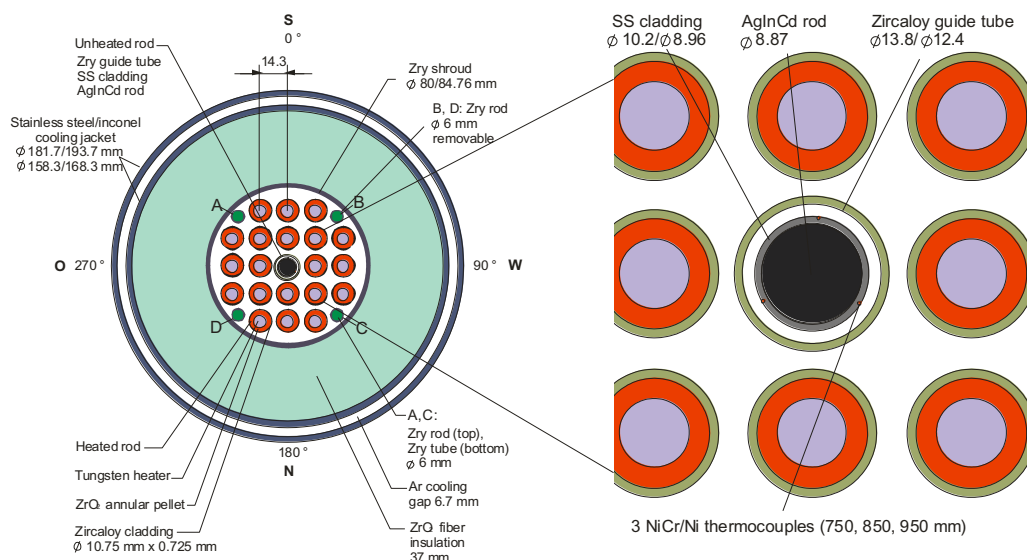 S
0 °
Unheated rod
Zry guide tube
SS cladding
AgInCd rod
14.3
Zry shroud
ϕ 80/84.76 mm
B, D: Zry rod
ϕ 6 mm
removable
Stainless steel/inconel
cooling jacket
ϕ 181.7/193.7 mm
ϕ 158.3/168.3 mm
A
B
O 270 °
90 ° W
D
C
Heated rod
Tungsten heater
ZrO annular pellet
Zircaloy cladding
ϕ 10.75 mm x 0.725 mm
180 °
N
A,C:
Zry rod (top),
Zry tube (bottom)
ϕ 6 mm
Ar cooling
gap 6.7 mm
ZrO fiber
insulation
37 mm
SS cladding
ϕ 10.2/ϕ 8.96
AgInCd rod
ϕ 8.87
Zircaloy guide tube
ϕ13.8/ ϕ12.4
3 NiCr/Ni thermocouples (750, 850, 950 mm)